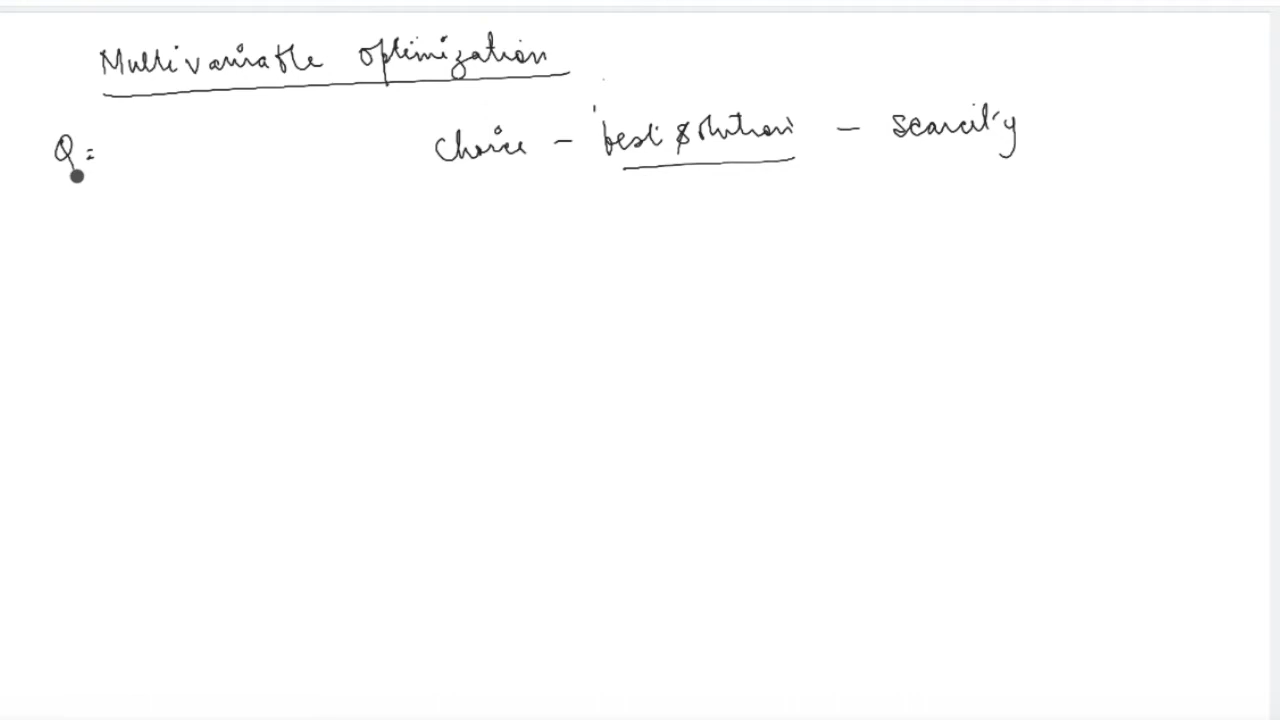 Multivariable Optimization
Choice - 'best solution' - scarcity
Q =